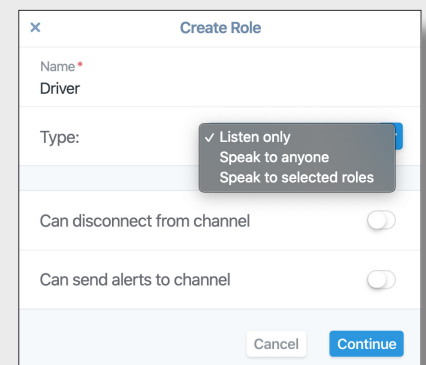 × Create Role
Name*
Driver
Type:
✓ Listen only
Speak to anyone
Speak to selected roles
Can disconnect from channel
Can send alerts to channel
Cancel Continue